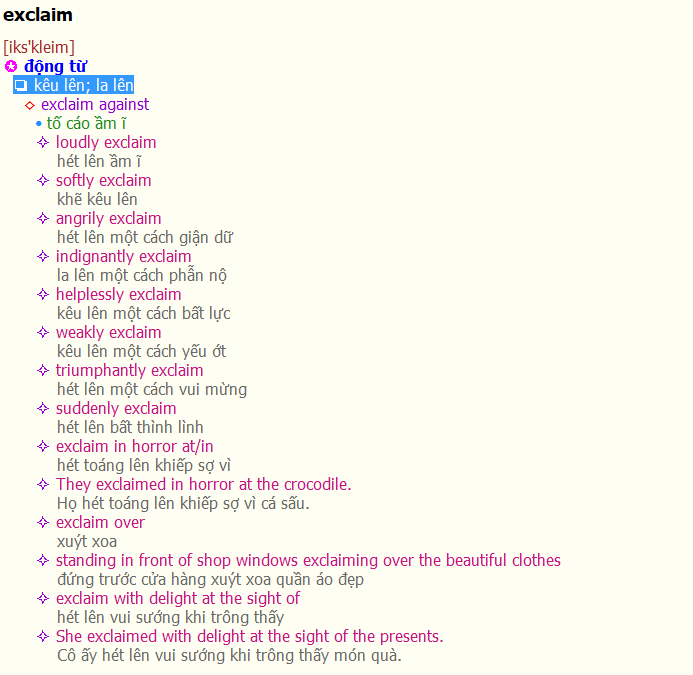 exclaim
[iks'kleim]
động từ
kêu lên; la lên
exclaim against
tố cáo ầm ĩ
loudly exclaim
hét lên ầm ĩ
softly exclaim
khẽ kêu lên
angrily exclaim
hét lên một cách giận dữ
indignantly exclaim
la lên một cách phẫn nộ
helplessly exclaim
kêu lên một cách bất lực
weakly exclaim
kêu lên một cách yếu ớt
triumphantly exclaim
hét lên một cách vui mừng
suddenly exclaim
hét lên bất thình lình
exclaim in horror at/in
hét toáng lên khiếp sợ vì
They exclaimed in horror at the crocodile.
Họ hét toáng lên khiếp sợ vì cá sấu.
exclaim over
xuýt xoa
standing in front of shop windows exclaiming over the beautiful clothes
đứng trước cửa hàng xuýt xoa quần áo đẹp
exclaim with delight at the sight of
hét lên vui sướng khi trông thấy
She exclaimed with delight at the sight of the presents.
Cô ấy hét lên vui sướng khi trông thấy món quà.